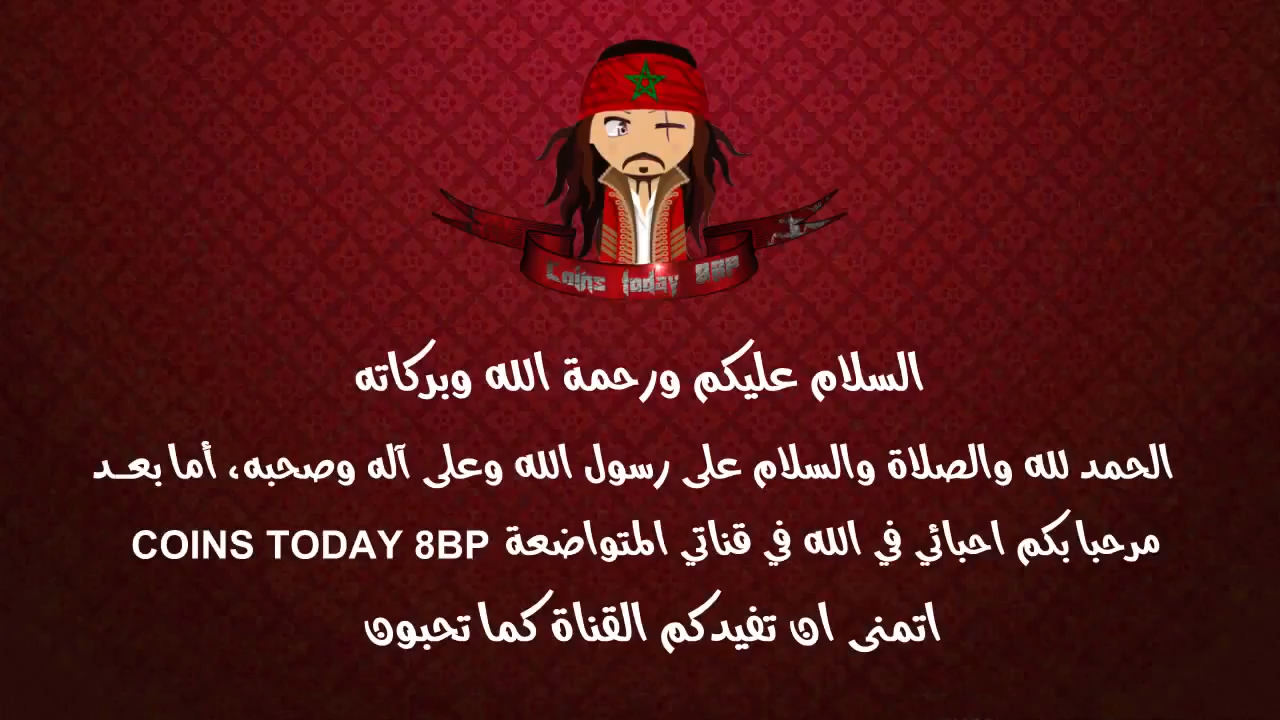 Coins today 8BP
السلام عليكم ورحمة الله وبركاته
الحمد لله والصلاة والسلام على رسول الله وعلى آله وصحبه، أما بعـد
مرحبا بكم احبائي في الله في قناتي المتواضعة COINS TODAY 8BP
اتمنى ان تفيدكم القناة كما تحبون